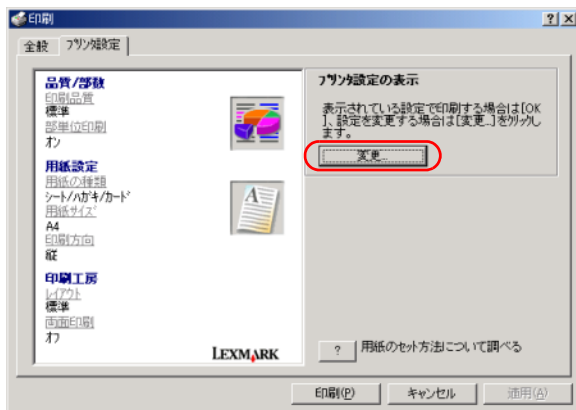 印刷
全般 プリンタ設定
品質/部数
印刷品質
標準
部単位印刷
オン
用紙設定
用紙の種類
シート/ハガキ/カード
用紙サイズ
A4
印刷方向
縦
印刷工房
レイアウト
標準
両面印刷
オフ
LEXMARK
プリンタ設定の表示
表示されている設定で印刷する場合は[OK
]、設定を変更する場合は[変更...]をクリックし
ます。
変更...
? 用紙のセット方法について調べる
印刷(P) キャンセル 適用(A)